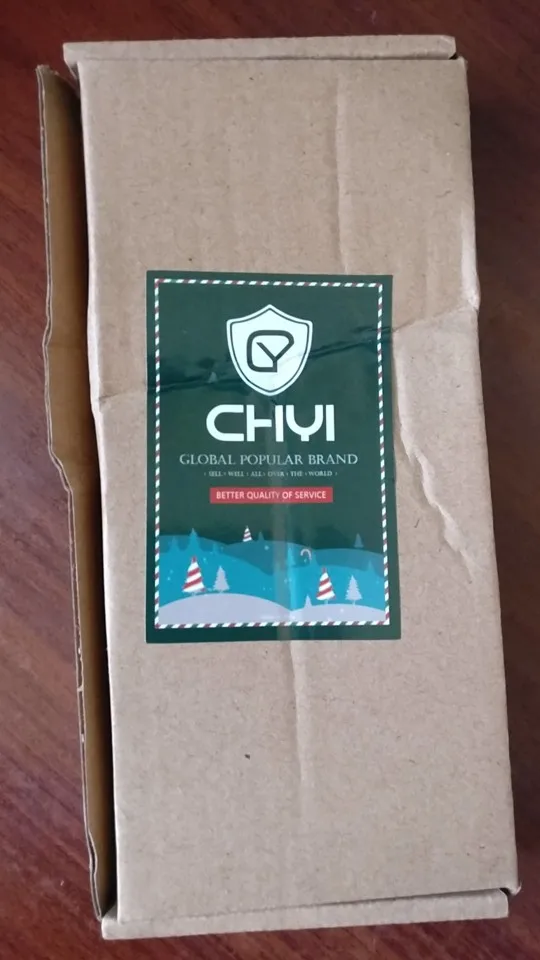 CHYI
GLOBAL POPULAR BRAND
· SELL · WELL · ALL · OVER · THE · WORLD ·
BETTER QUALITY OF SERVICE